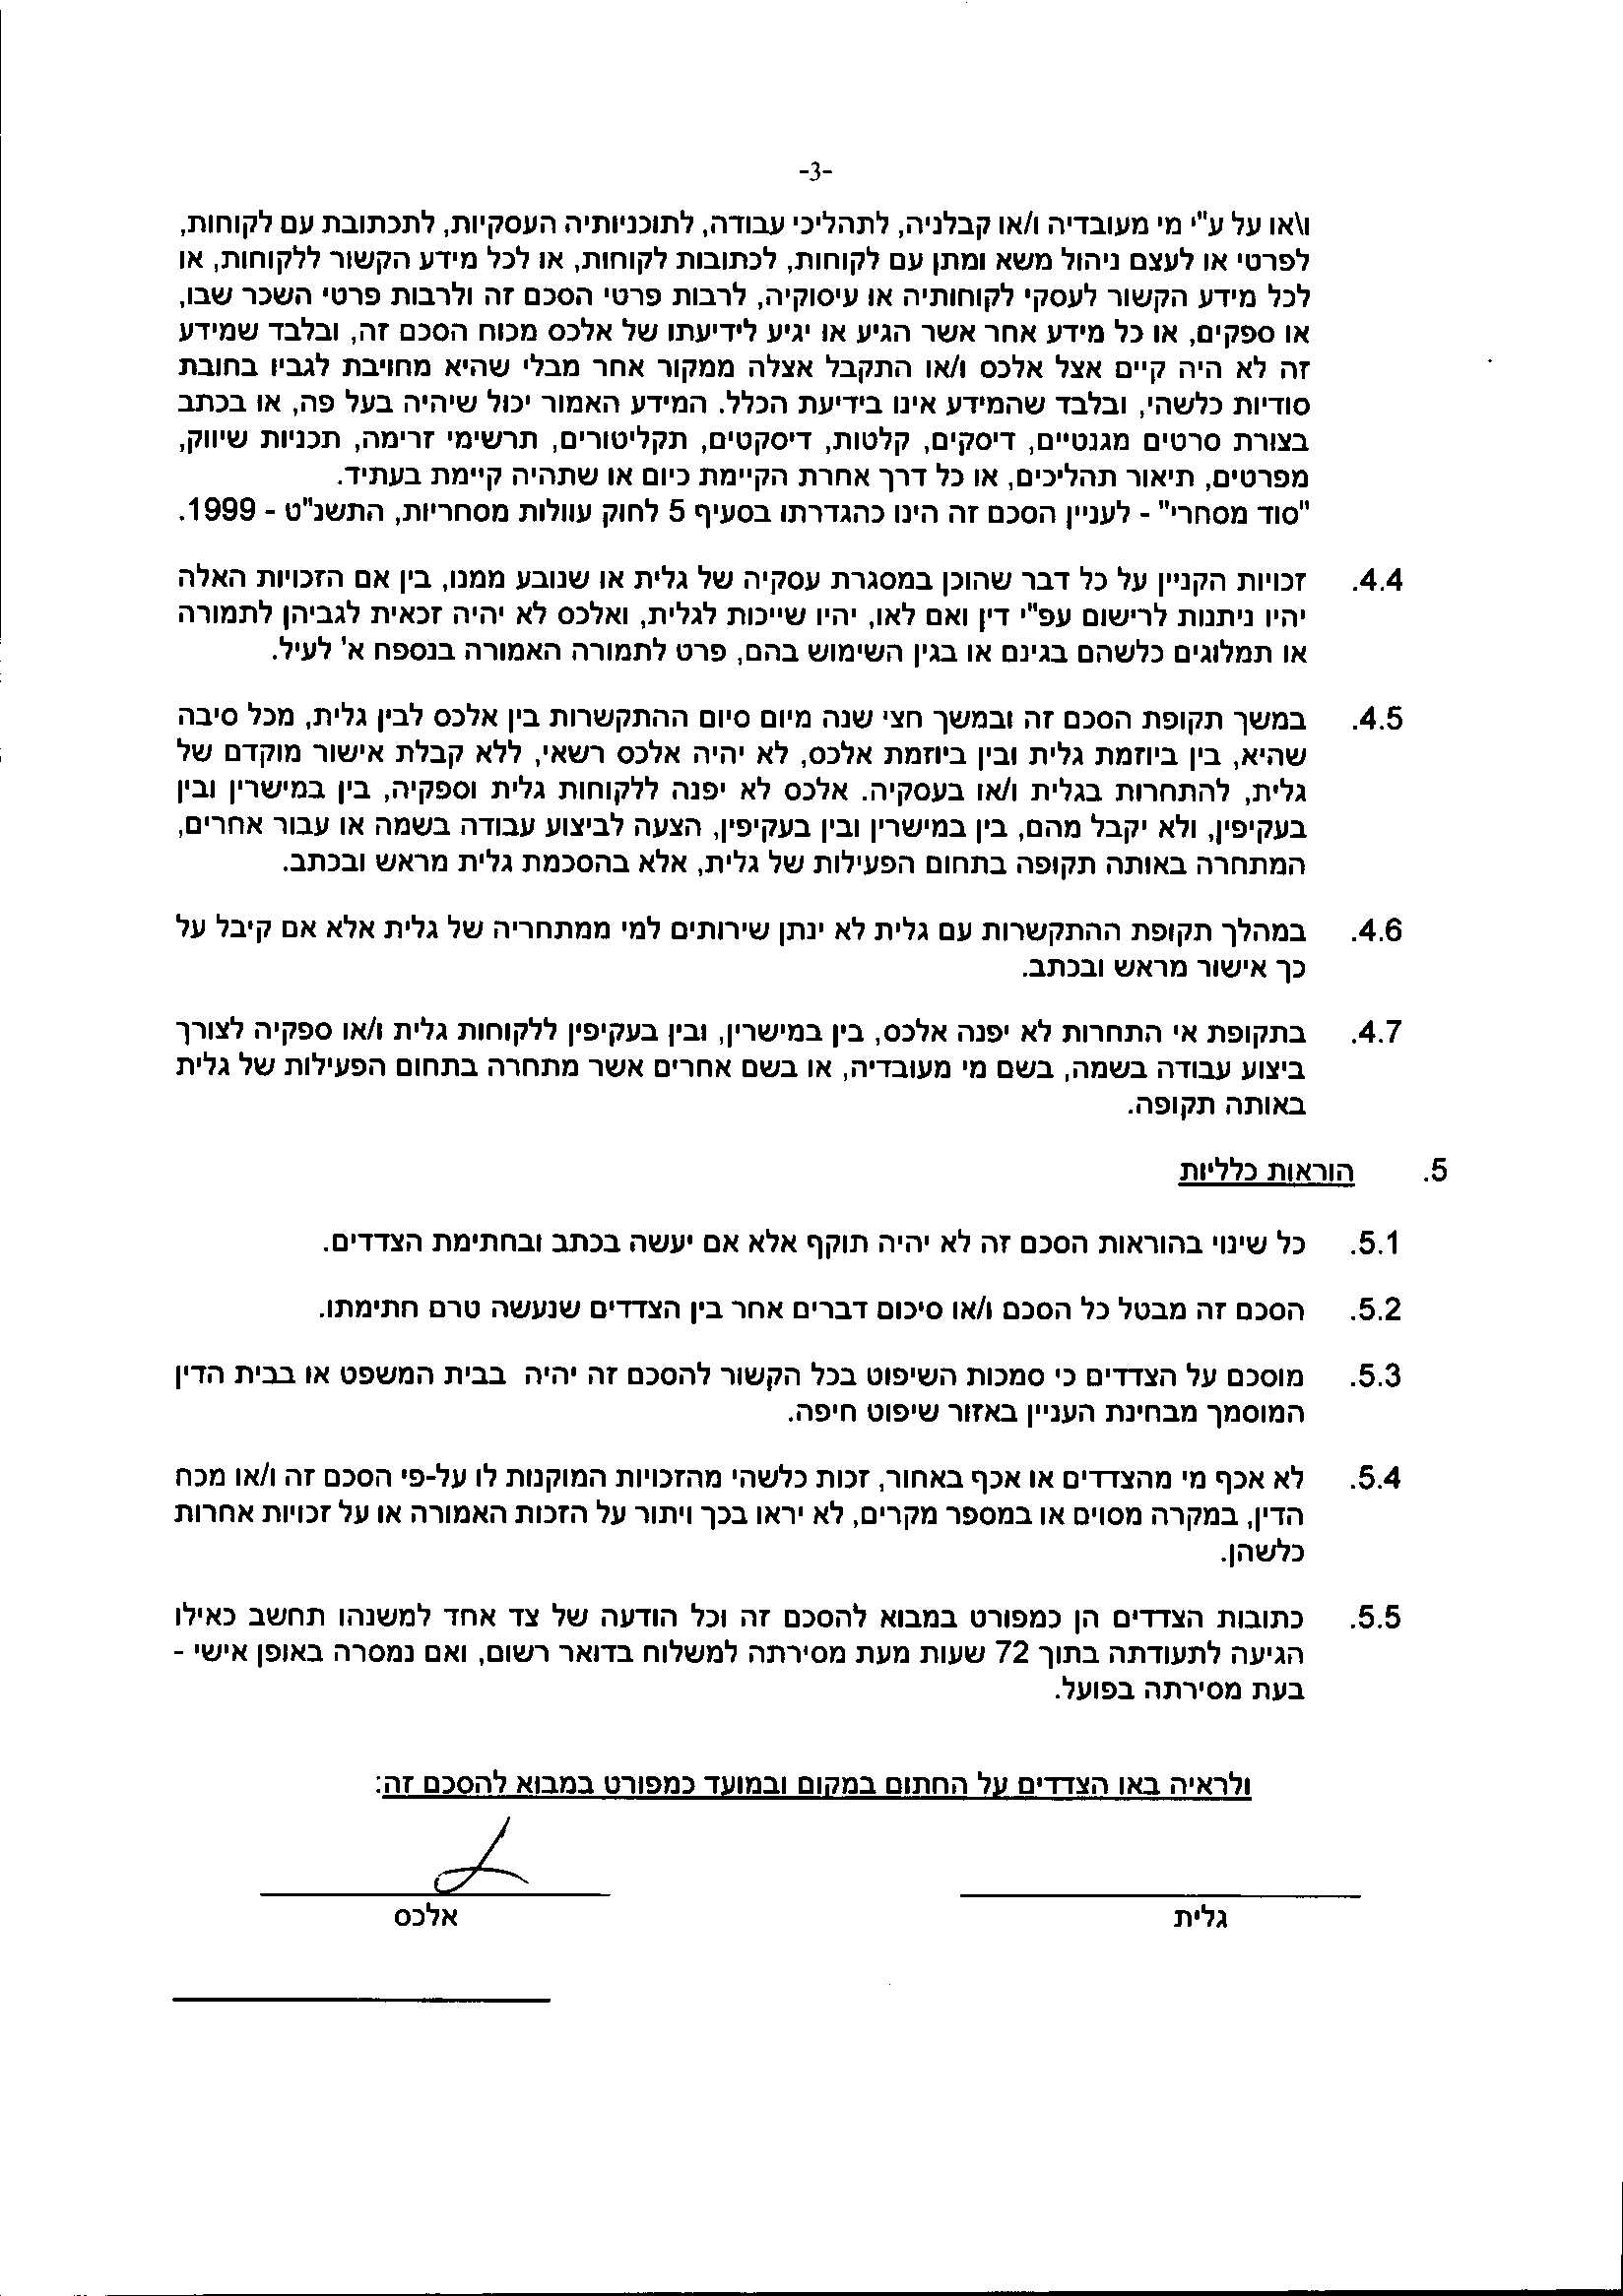 -3-
ו\או על ע"י מי מעובדיה ו/או קבלניה, לתהליכי עבודה, לתוכניותיה העסקיות, לתכתובת עם לקוחות,
לפרטי או לעצם ניהול משא ומתן עם לקוחות, לכתובות לקוחות, או לכל מידע הקשור ללקוחות, או
לכל מידע הקשור לעסקי לקוחותיה או עיסוקיה, לרבות פרטי הסכם זה ולרבות פרטי השכר שבו,
או ספקים, או כל מידע אחר אשר הגיע או יגיע לידיעתו של אלכס מכוח הסכם זה, ובלבד שמידע
זה לא היה קיים אצל אלכס ו/או התקבל אצלה ממקור אחר מבלי שהיא מחויבת לגביו בחובת
סודיות כלשהי, ובלבד שהמידע אינו בידיעת הכלל. המידע האמור יכול שיהיה בעל פה, או בכתב
בצורת סרטים מגנטיים, דיסקים, קלטות, דיסקטים, תקליטורים, תרשימי זרימה, תכניות שיווק,
מפרטים, תיאור תהליכים, או כל דרך אחרת הקיימת כיום או שתהיה קיימת בעתיד.
"סוד מסחרי" - לעניין הסכם זה הינו כהגדרתו בסעיף 5 לחוק עוולות מסחריות, התשנ"ט - 1999.
4.4. זכויות הקניין על כל דבר שהוכן במסגרת עסקיה של גלית או שנובע ממנו, בין אם הזכויות האלה
יהיו ניתנות לרישום עפ"י דין ואם לאו, יהיו שייכות לגלית, ואלכס לא יהיה זכאית לגביהן לתמורה
או תמלוגים כלשהם בגינם או בגין השימוש בהם, פרט לתמורה האמורה בנספח א' לעיל.
4.5. במשך תקופת הסכם זה ובמשך חצי שנה מיום סיום ההתקשרות בין אלכס לבין גלית, מכל סיבה
שהיא, בין ביוזמת גלית ובין ביוזמת אלכס, לא יהיה אלכס רשאי, ללא קבלת אישור מוקדם של
גלית, להתחרות בגלית ו/או בעסקיה. אלכס לא יפנה ללקוחות גלית וספקיה, בין במישרין ובין
בעקיפין, ולא יקבל מהם, בין במישרין ובין בעקיפין, הצעה לביצוע עבודה בשמה או עבור אחרים,
המתחרה באותה תקופה בתחום הפעילות של גלית, אלא בהסכמת גלית מראש ובכתב.
4.6. במהלך תקופת ההתקשרות עם גלית לא ינתן שירותים למי ממתחריה של גלית אלא אם קיבל על
כך אישור מראש ובכתב.
4.7. בתקופת אי התחרות לא יפנה אלכס, בין במישרין, ובין בעקיפין ללקוחות גלית ו/או ספקיה לצורך
ביצוע עבודה בשמה, בשם מי מעובדיה, או בשם אחרים אשר מתחרה בתחום הפעילות של גלית
באותה תקופה.
5. הוראות כלליות
5.1. כל שינוי בהוראות הסכם זה לא יהיה תוקף אלא אם יעשה בכתב ובחתימת הצדדים.
5.2. הסכם זה מבטל כל הסכם ו/או סיכום דברים אחר בין הצדדים שנעשה טרם חתימתו.
5.3. מוסכם על הצדדים כי סמכות השיפוט בכל הקשור להסכם זה יהיה בבית המשפט או בבית הדין
המוסמך מבחינת העניין באזור שיפוט חיפה.
5.4. לא אכף מי מהצדדים או אכף באחור, זכות כלשהי מהזכויות המוקנות לו על-פי הסכם זה ו/או מכח
הדין, במקרה מסוים או במספר מקרים, לא יראו בכך ויתור על הזכות האמורה או על זכויות אחרות
כלשהן.
5.5. כתובות הצדדים הן כמפורט במבוא להסכם זה וכל הודעה של צד אחד למשנהו תחשב כאילו
הגיעה לתעודתה בתוך 72 שעות מעת מסירתה למשלוח בדואר רשום, ואם נמסרה באופן אישי -
בעת מסירתה בפועל.
ולראיה באו הצדדים על החתום במקום ובמועד כמפורט במבוא להסכם זה:
גלית אלכס